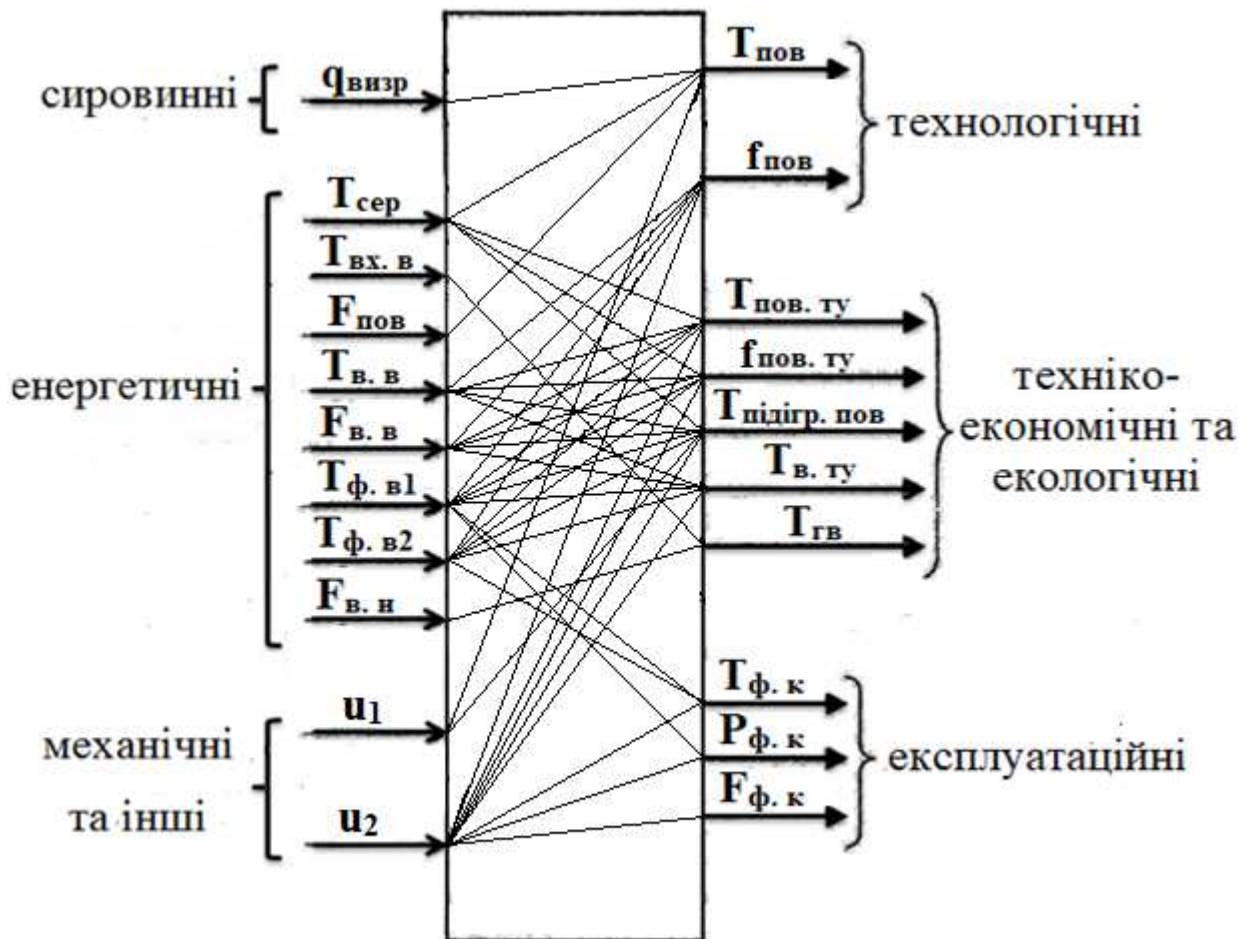 сировинні
qвизр
енергетичні
Tсер
Tвх. в
Fпов
Tв. в
Fв. в
Tф. в1
Tф. в2
Fв. н
механічні
та інші
u1
u2
Tпов
fпов
технологічні
Tпов. ту
fпов. ту
Tпідігр. пов
Tв. ту
Tгв
техніко-
економічні та
екологічні
Tф. к
Pф. к
Fф. к
експлуатаційні